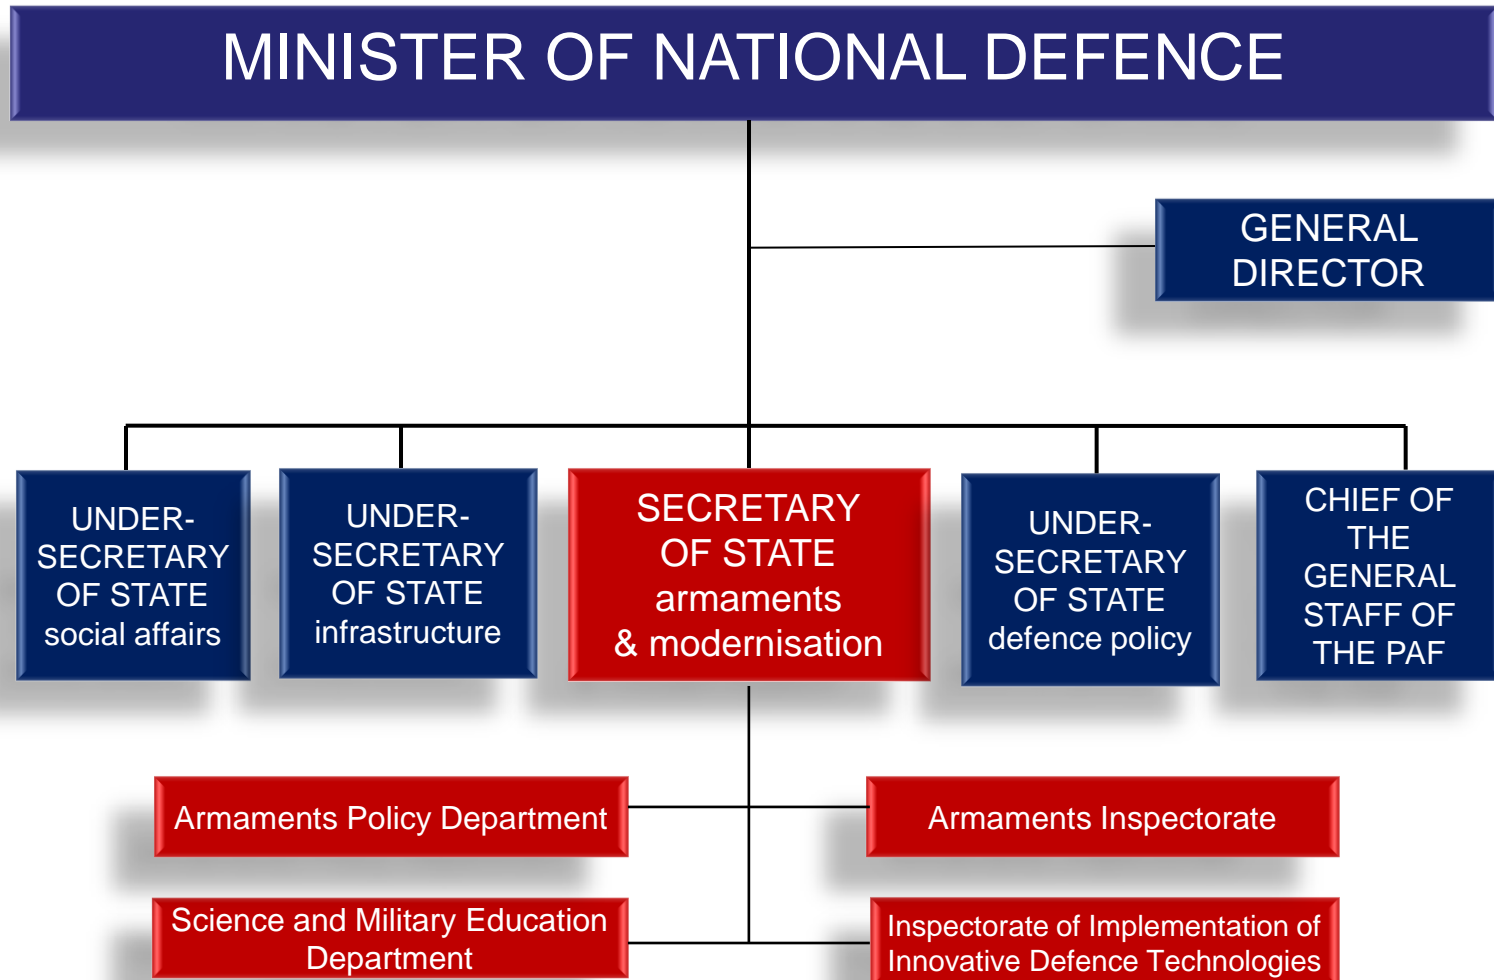 MINISTER OF NATIONAL DEFENCE
GENERAL
DIRECTOR
UNDER-
SECRETARY
OF STATE
social affairs
UNDER-
SECRETARY
OF STATE
infrastructure
SECRETARY
OF STATE
armaments
& modernisation
UNDER-
SECRETARY
OF STATE
defence policy
CHIEF OF
THE
GENERAL
STAFF OF
THE PAF
Armaments Policy Department
Armaments Inspectorate
Science and Military Education
Department
Inspectorate of Implementation of
Innovative Defence Technologies